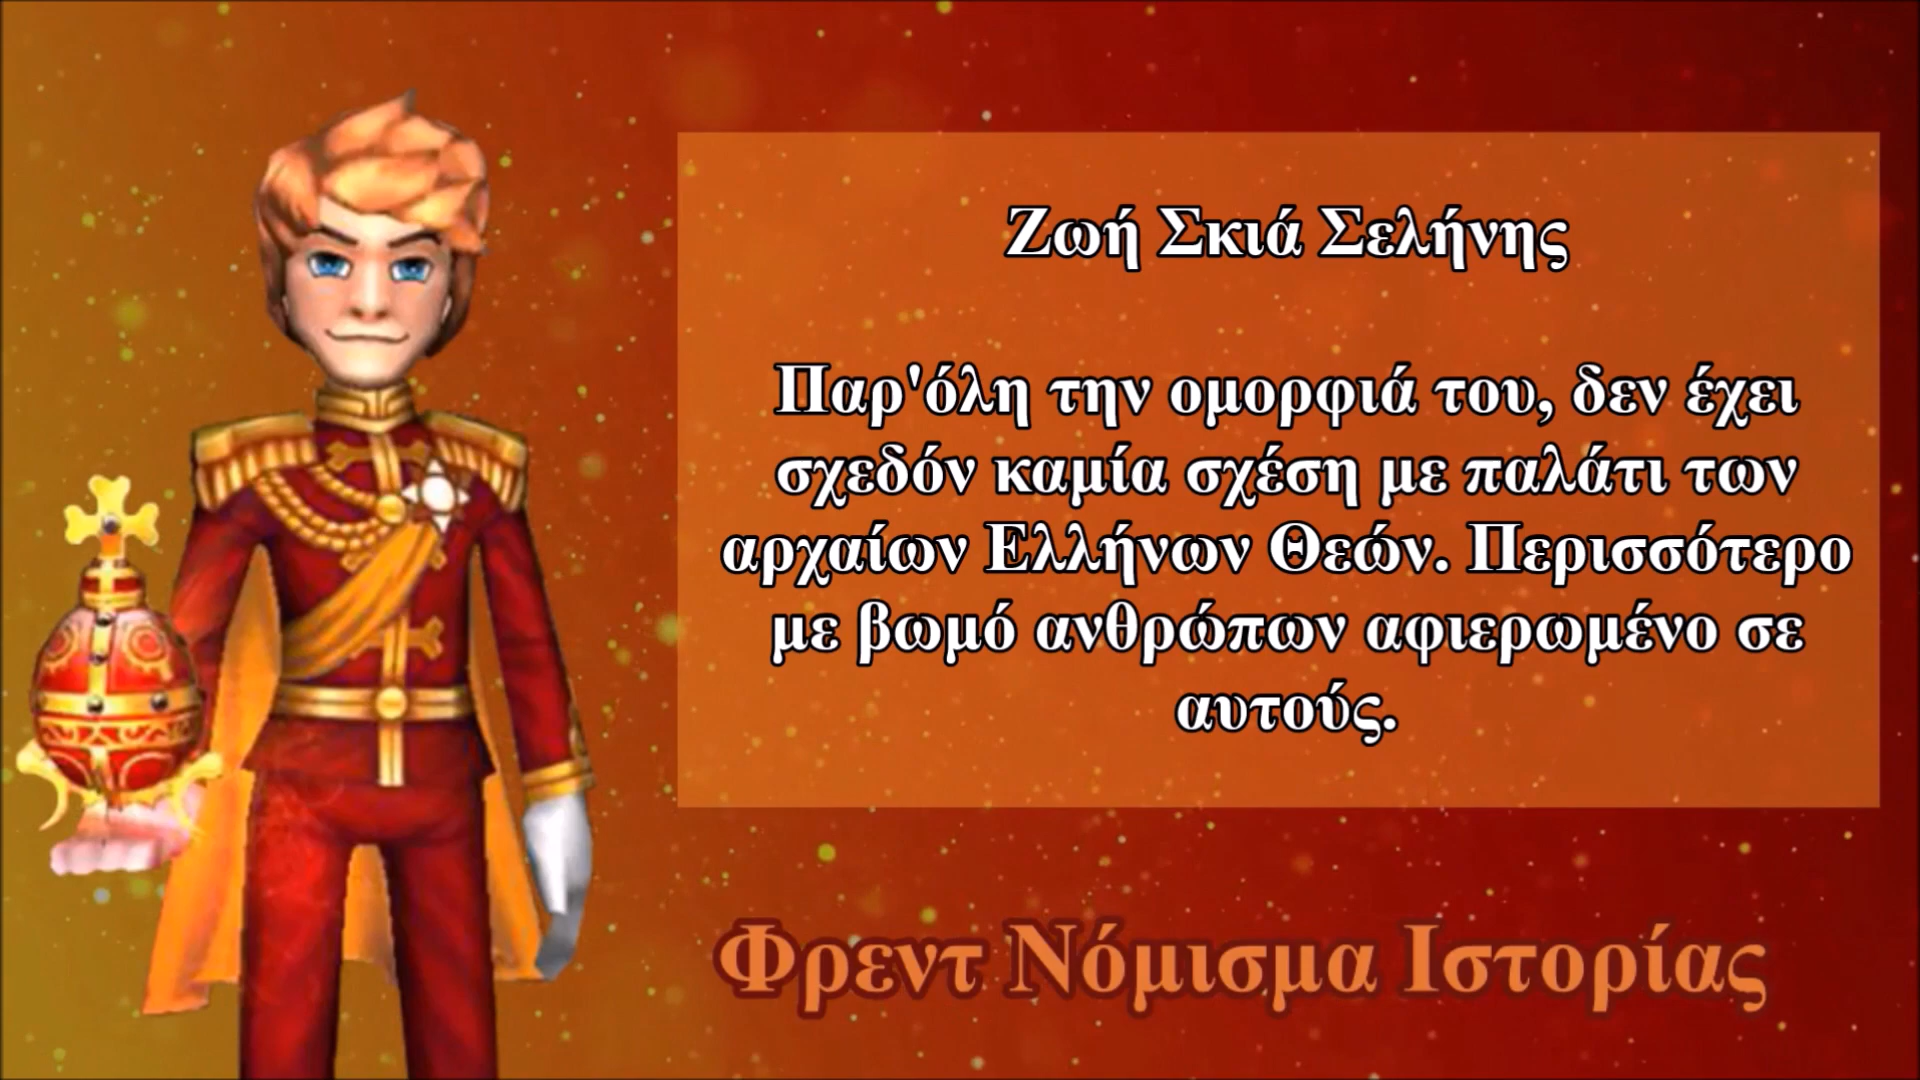 Ζωή Σκιά Σελήνης
Παρ'όλη την ομορφιά του, δεν έχει
σχεδόν καμία σχέση με παλάτι των
αρχαίων Ελλήνων Θεών. Περισσότερο
με βωμό ανθρώπων αφιερωμένο σε
αυτούς.
Φρεντ Νόμισμα Ιστορίας